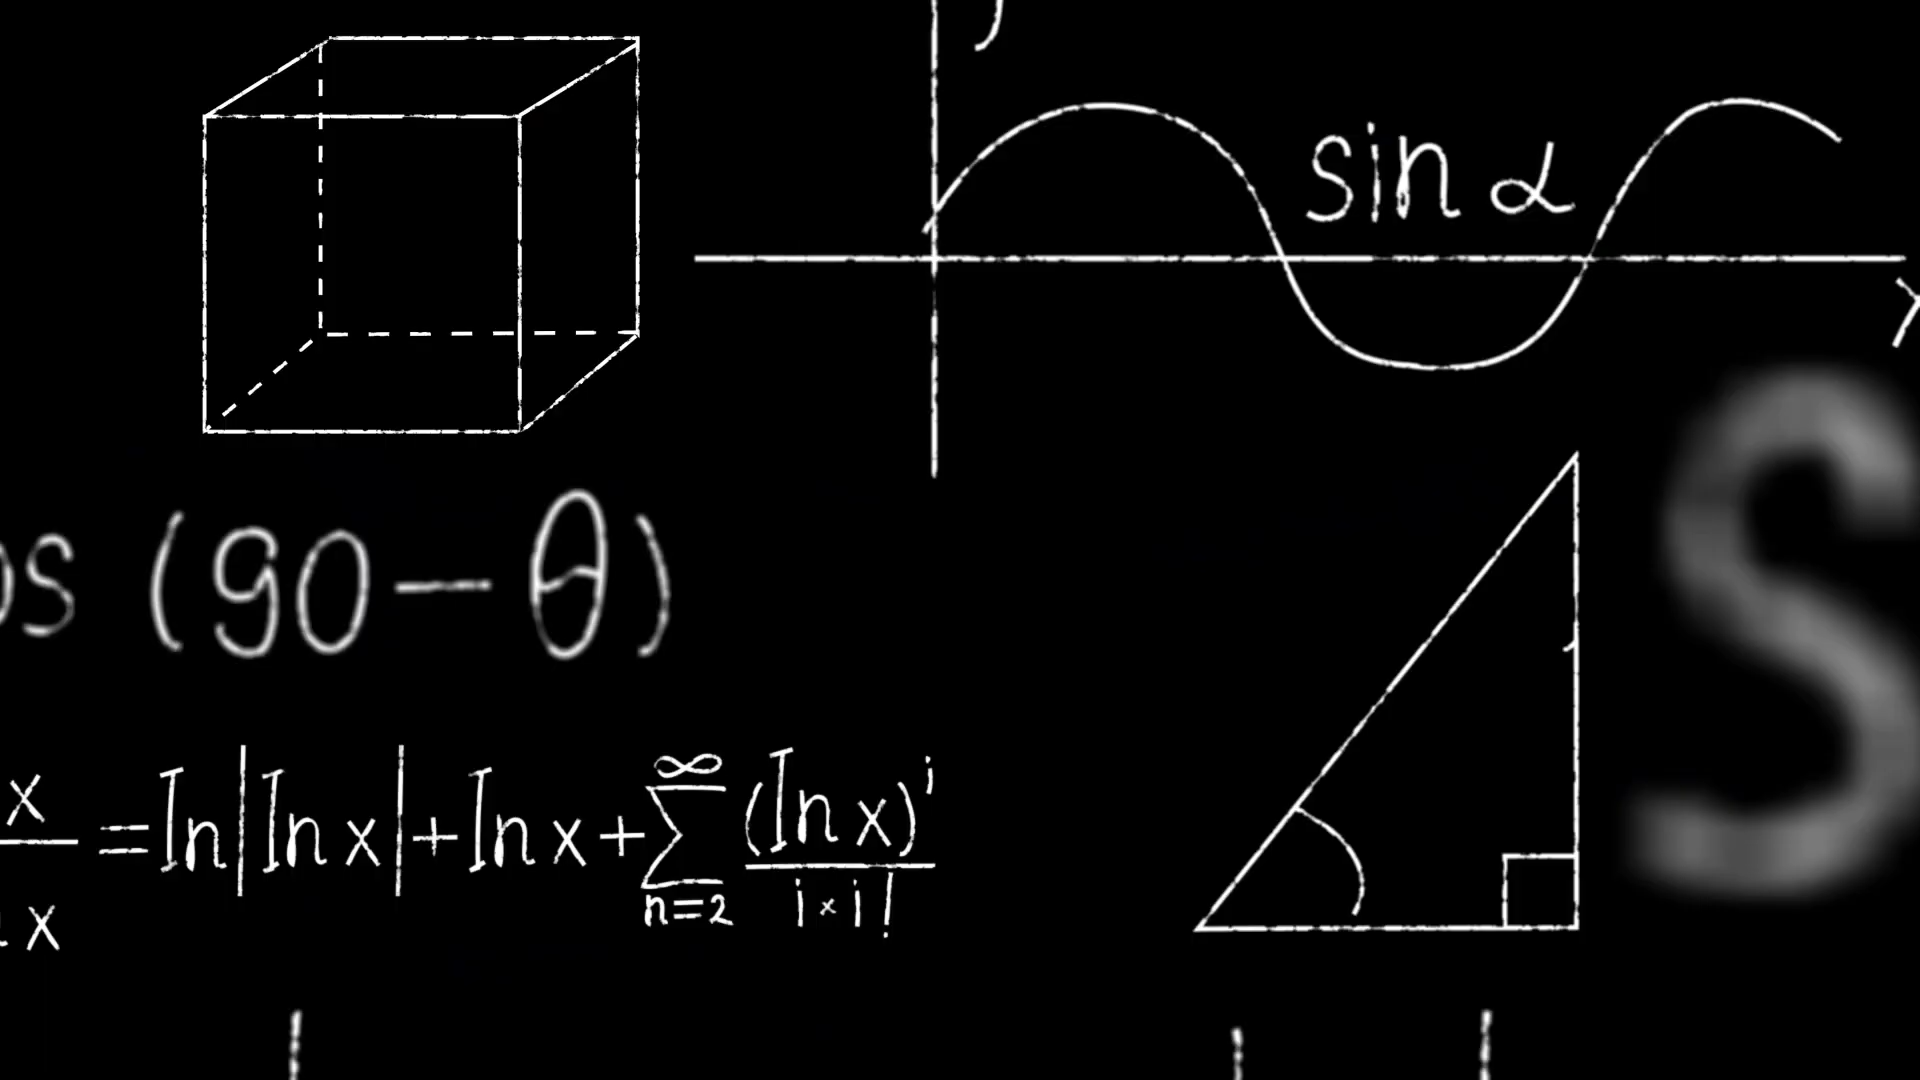 y
sin α
x
os (90 − θ)
S
x/n x = ln|ln x| + ln x + ∑ n=2 ∞ (ln x)^i / i × i!